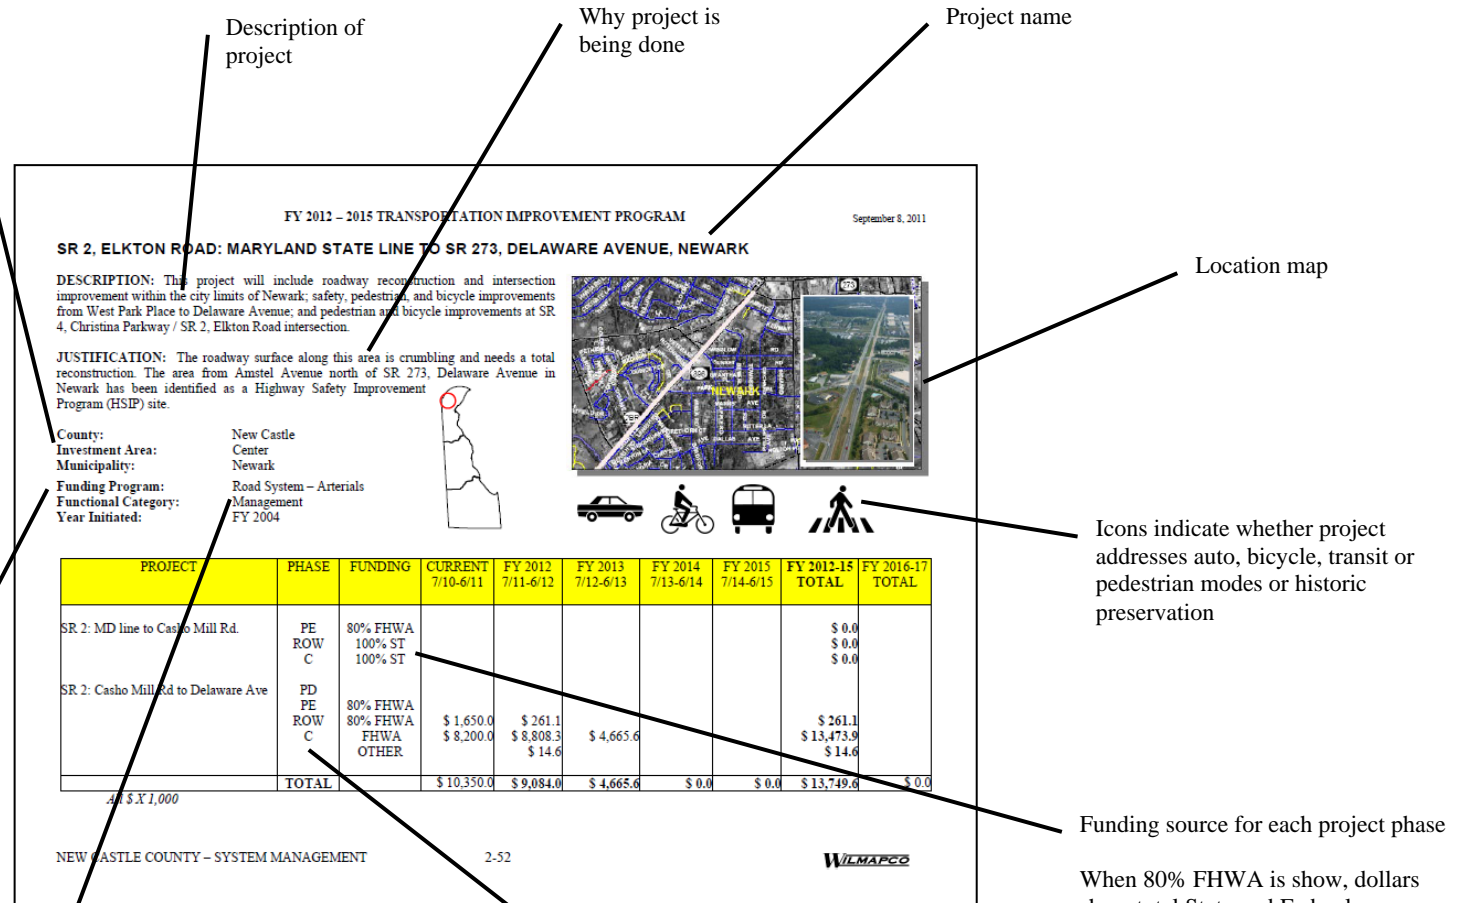 Description of
project
Why project is
being done
Project name
FY 2012 – 2015 TRANSPORTATION IMPROVEMENT PROGRAM
September 8, 2011
SR 2, ELKTON ROAD: MARYLAND STATE LINE TO SR 273, DELAWARE AVENUE, NEWARK
DESCRIPTION: This project will include roadway reconstruction and intersection
improvement within the city limits of Newark; safety, pedestrian, and bicycle improvements
from West Park Place to Delaware Avenue; and pedestrian and bicycle improvements at SR
4, Christina Parkway / SR 2, Elkton Road intersection.
JUSTIFICATION: The roadway surface along this area is crumbling and needs a total
reconstruction. The area from Amstel Avenue north of SR 273, Delaware Avenue in
Newark has been identified as a Highway Safety Improvement
Program (HSIP) site.
County: New Castle
Investment Area: Center
Municipality: Newark
Funding Program: Road System – Arterials
Functional Category: Management
Year Initiated: FY 2004
273
NEWARK
Location map
Icons indicate whether project
addresses auto, bicycle, transit or
pedestrian modes or historic
preservation
PROJECT PHASE FUNDING CURRENT FY 2012 FY 2013 FY 2014 FY 2015 FY 2012-15 FY 2016-17
7/10-6/11 7/11-6/12 7/12-6/13 7/13-6/14 7/14-6/15 TOTAL TOTAL
SR 2: MD line to Casho Mill Rd. PE 80% FHWA $ 0.0
ROW 100% ST $ 0.0
C 100% ST $ 0.0
SR 2: Casho Mill Rd to Delaware Ave PD
PE 80% FHWA
ROW 80% FHWA $ 1,650.0 $ 261.1 $ 261.1
C FHWA $ 8,200.0 $ 8,808.3 $ 4,665.6 $ 13,473.9
OTHER $ 14.6 $ 14.6
TOTAL $ 10,350.0 $ 9,084.0 $ 4,665.6 $ 0.0 $ 0.0 $ 13,749.6 $ 0.0
All $ X 1,000
NEW CASTLE COUNTY – SYSTEM MANAGEMENT 2-52 WILMAPCO
Funding source for each project phase
When 80% FHWA is show, dollars